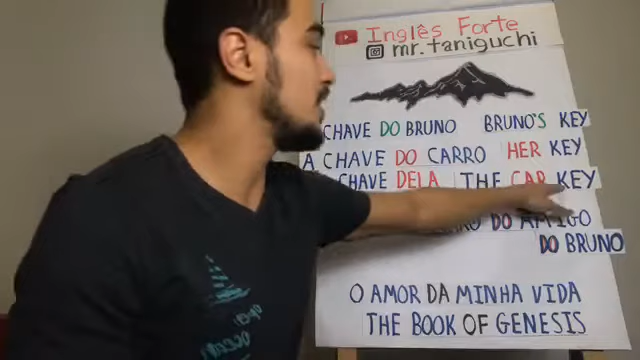 Inglês Forte
mr.taniguchi
CHAVE DO BRUNO BRUNO'S KEY
A CHAVE DO CARRO HER KEY
CHAVE DELA THE CAR KEY
DO AMIGO
DO BRUNO
O AMOR DA MINHA VIDA
THE BOOK OF GENESIS